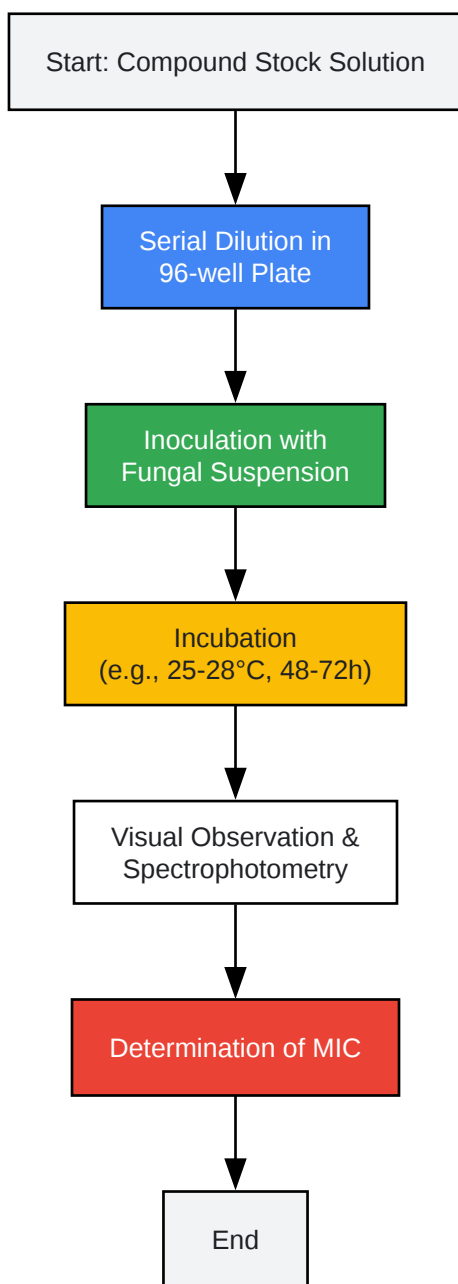 Start: Compound Stock Solution
Serial Dilution in
96-well Plate
Inoculation with
Fungal Suspension
Incubation
(e.g., 25-28°C, 48-72h)
Visual Observation &
Spectrophotometry
Determination of MIC
End